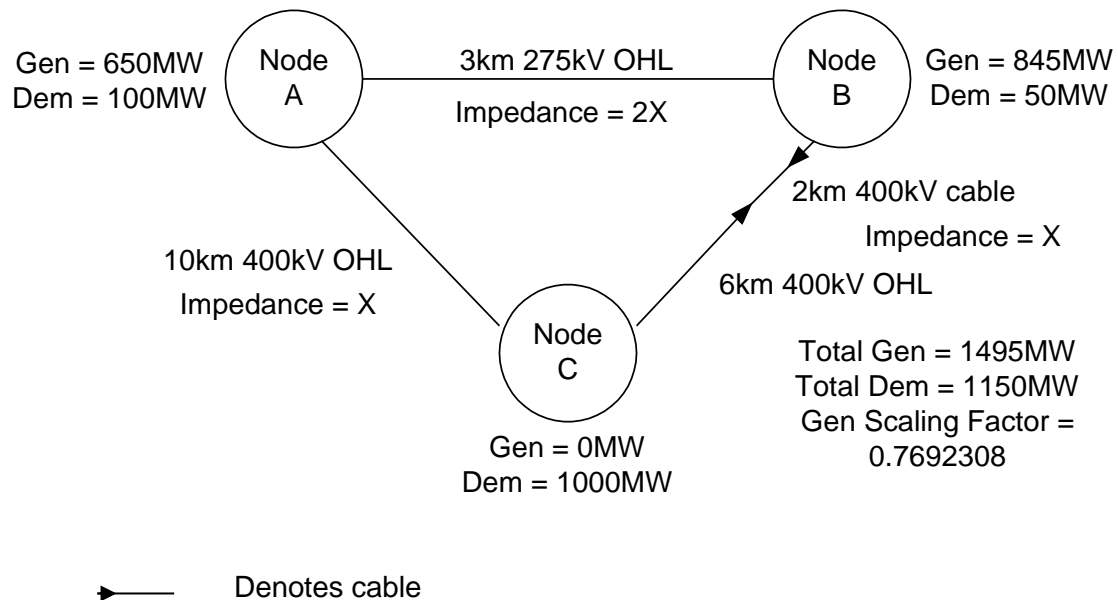 Gen = 650MW
Dem = 100MW
Node
A
3km 275kV OHL
Impedance = 2X
Node
B
Gen = 845MW
Dem = 50MW
2km 400kV cable
Impedance = X
10km 400kV OHL
Impedance = X
6km 400kV OHL
Node
C
Gen = 0MW
Dem = 1000MW
Total Gen = 1495MW
Total Dem = 1150MW
Gen Scaling Factor =
0.7692308
Denotes cable